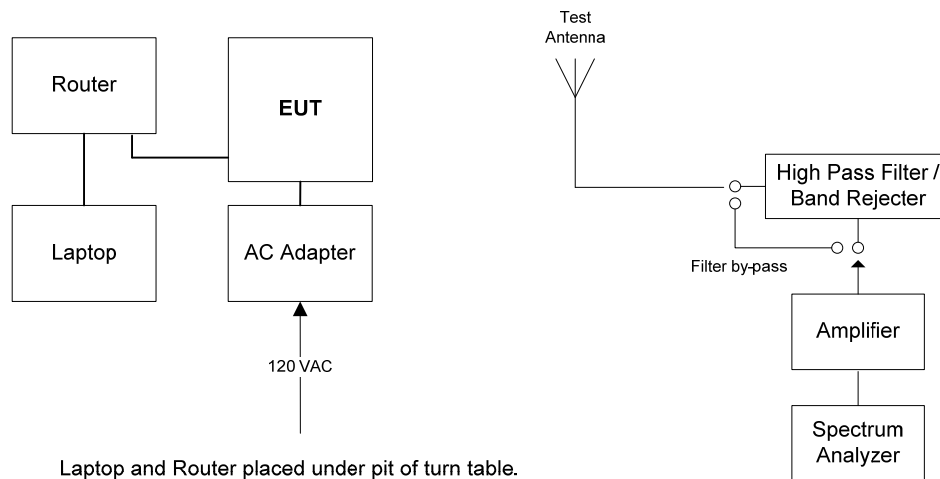 Test
Antenna
Router
EUT
High Pass Filter /
Band Rejecter
Laptop
AC Adapter
Filter by-pass
Amplifier
120 VAC
Spectrum
Analyzer
Laptop and Router placed under pit of turn table.